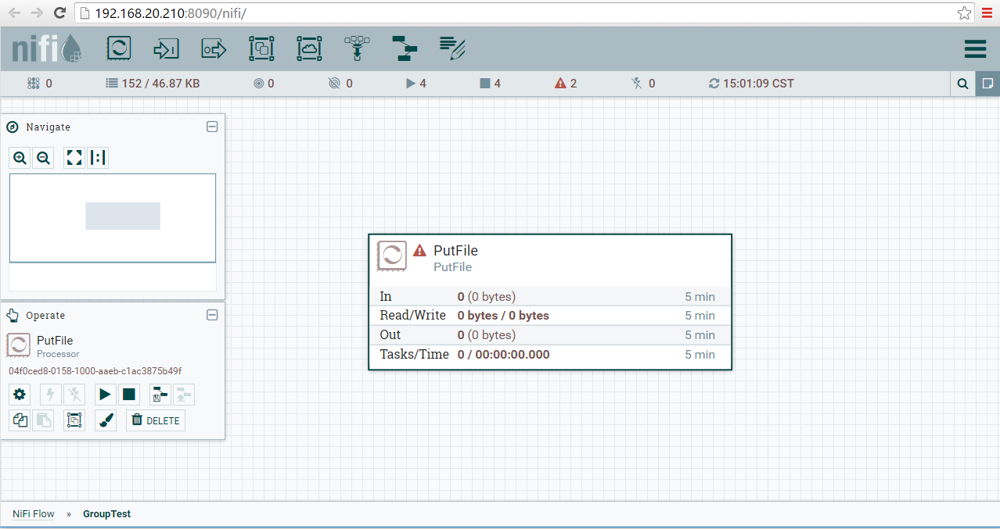 192.168.20.210:8090/nifi/
nifi
0 152 / 46.87 KB 0 0 4 4 2 0 15:01:09 CST
Navigate
Operate
PutFile
Processor
04f0ced8-0158-1000-aaeb-c1ac3875b49f
DELETE
PutFile
PutFile
In 0 (0 bytes) 5 min
Read/Write 0 bytes / 0 bytes 5 min
Out 0 (0 bytes) 5 min
Tasks/Time 0 / 00:00:00.000 5 min
NiFi Flow » GroupTest